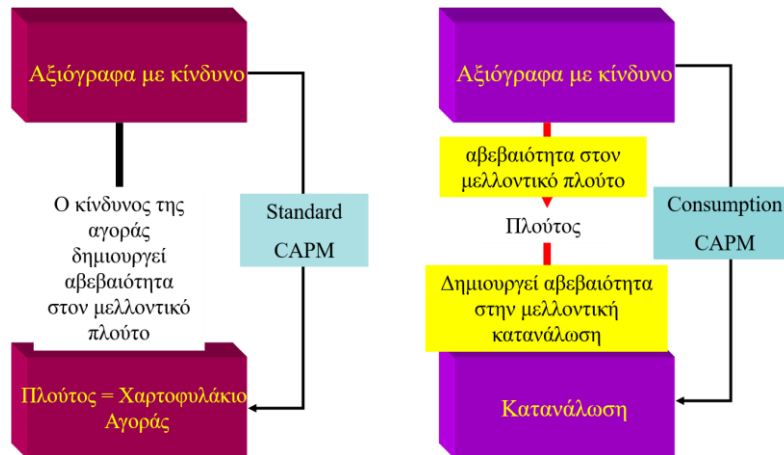 Αξιόγραφα με κίνδυνο
Ο κίνδυνος της
αγοράς
δημιουργεί
αβεβαιότητα
στον μελλοντικό
πλούτο
Standard
CAPM
Πλούτος = Χαρτοφυλάκιο
Αγοράς
Αξιόγραφα με κίνδυνο
αβεβαιότητα στον
μελλοντικό πλούτο
Πλούτος
Δημιουργεί αβεβαιότητα
στην μελλοντική
κατανάλωση
Consumption
CAPM
Κατανάλωση